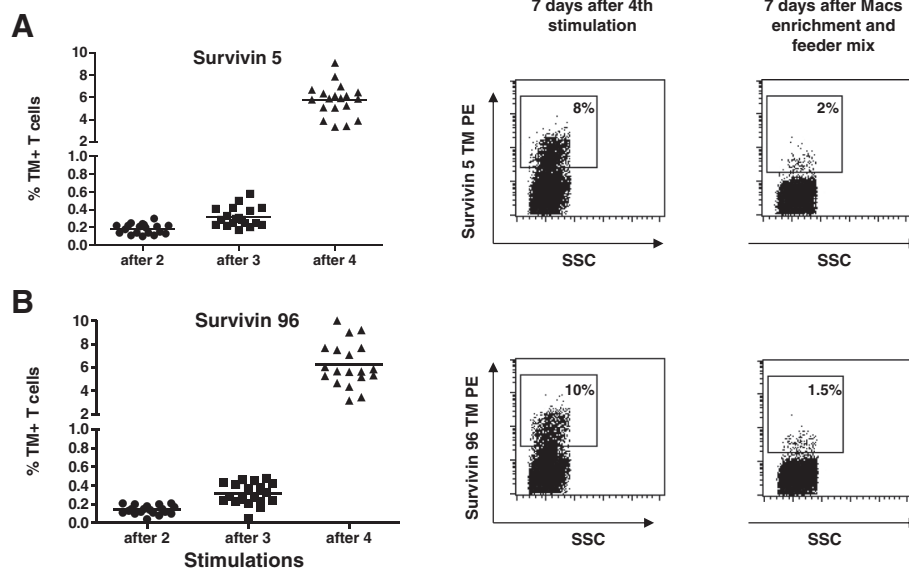 A
7 days after 4th
stimulation
7 days after Macs
enrichment and
feeder mix
Survivin 5
% TM+ T cells
10
8
6
4
2
1.0
0.8
0.6
0.4
0.2
0.0
after 2
after 3
after 4
Survivin 5 TM PE
8%
SSC
2%
SSC
B
Survivin 96
% TM+ T cells
10
8
6
4
2
1.0
0.8
0.6
0.4
0.2
0.0
after 2
after 3
after 4
Stimulations
Survivin 96 TM PE
10%
SSC
1.5%
SSC